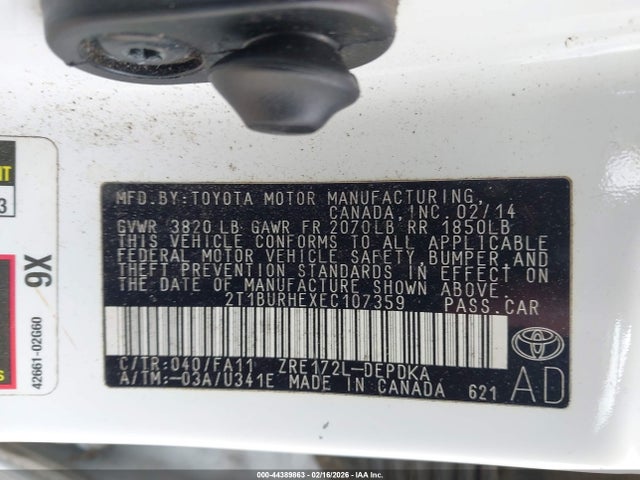 MFD.BY:TOYOTA MOTOR MANUFACTURING,
CANADA,INC.02/14
GVWR 3820 LB GAWR FR 2070LB RR 1850LB
THIS VEHICLE CONFORMS TO ALL APPLICABLE
FEDERAL MOTOR VEHICLE SAFETY, BUMPER,AND
THEFT PREVENTION STANDARDS IN EFFECT ON
THE DATE OF MANUFACTURE SHOWN ABOVE.
2T1BURHEXEC107359 PASS.CAR
C/TR:040/FA11 ZRE172L-DEPDKA
A/TM:-03A/U341E MADE IN CANADA 621
AD
9X
42661-02G60
3
000-44389863 - 02/16/2026 - IAA Inc.